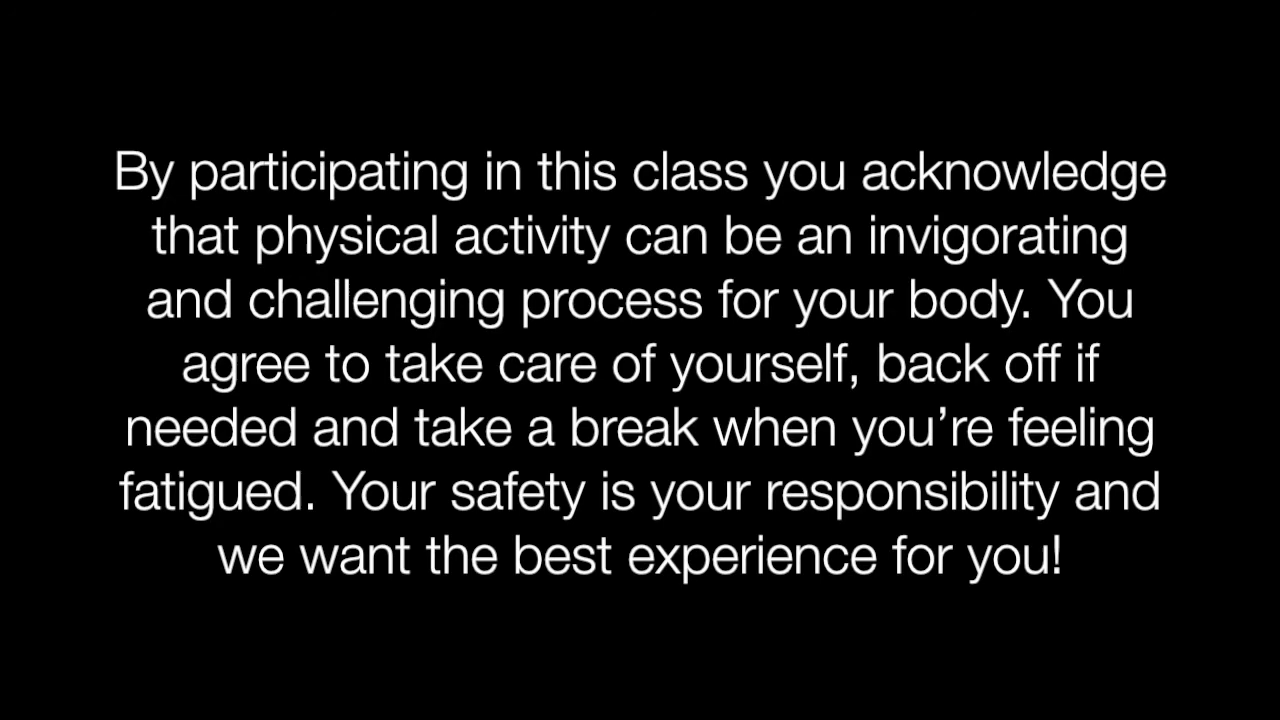 By participating in this class you acknowledge
that physical activity can be an invigorating
and challenging process for your body. You
agree to take care of yourself, back off if
needed and take a break when you’re feeling
fatigued. Your safety is your responsibility and
we want the best experience for you!